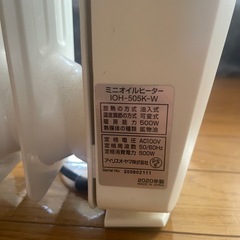 ミニオイルヒーター
IOH-505K-W
加熱の方式 油入式
温度調節の方式 可変式
暖房能力 500W
熱媒体の種類 鉱物油
定格電圧 AC100V
定格周波数 50/60Hz
定格消費電力 500W
アイリスオーヤマ株式会社
2020年製